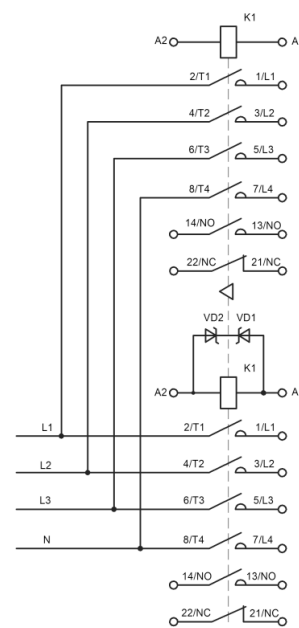 K1
A2 A
2/T1 1/L1
4/T2 3/L2
6/T3 5/L3
8/T4 7/L4
14/NO 13/NO
22/NC 21/NC
VD2 VD1
K1
A2 A
L1 2/T1 1/L1
L2 4/T2 3/L2
L3 6/T3 5/L3
N 8/T4 7/L4
14/NO 13/NO
22/NC 21/NC